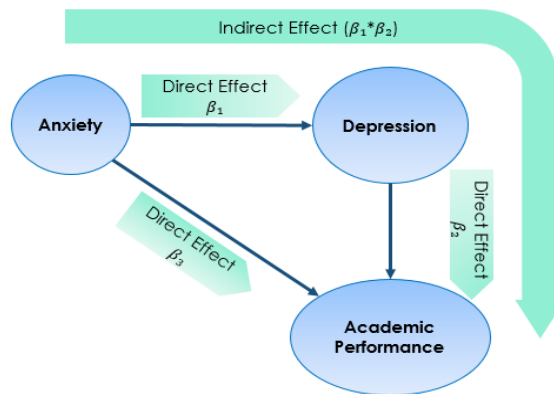 Indirect Effect (β₁*β₂)
Direct Effect
β₁
Anxiety
Depression
Direct Effect
β₂
Direct Effect
β₃
Academic
Performance